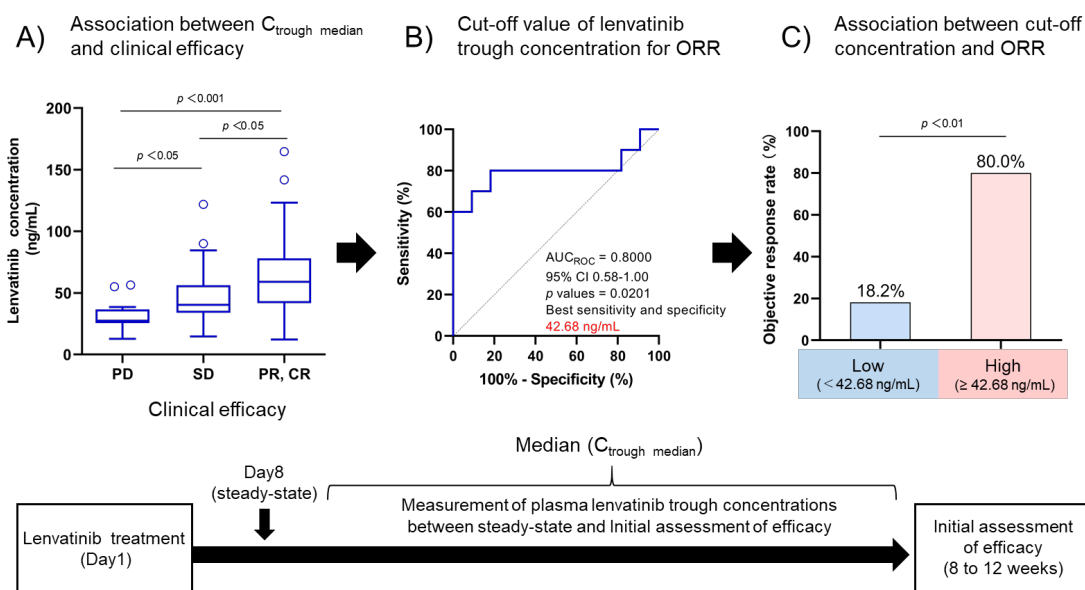 A) Association between Ctrough median
and clinical efficacy
Lenvatinib concentration
(ng/mL)
200
150
100
50
0
p <0.001
p <0.05
p <0.05
PD SD PR, CR
Clinical efficacy
B) Cut-off value of lenvatinib
trough concentration for ORR
Sensitivity (%)
100
80
60
40
20
0
AUCROC = 0.8000
95% CI 0.58-1.00
p values = 0.0201
Best sensitivity and specificity
42.68 ng/mL
0 20 40 60 80 100
100% - Specificity (%)
C) Association between cut-off
concentration and ORR
Objective response rate (%)
100
80
60
40
20
0
p <0.01
18.2%
80.0%
Low
(<42.68 ng/mL)
High
(≥ 42.68 ng/mL)
Median (Ctrough median)
Day8
(steady-state)
Measurement of plasma lenvatinib trough concentrations
between steady-state and Initial assessment of efficacy
Lenvatinib treatment
(Day1)
Initial assessment
of efficacy
(8 to 12 weeks)